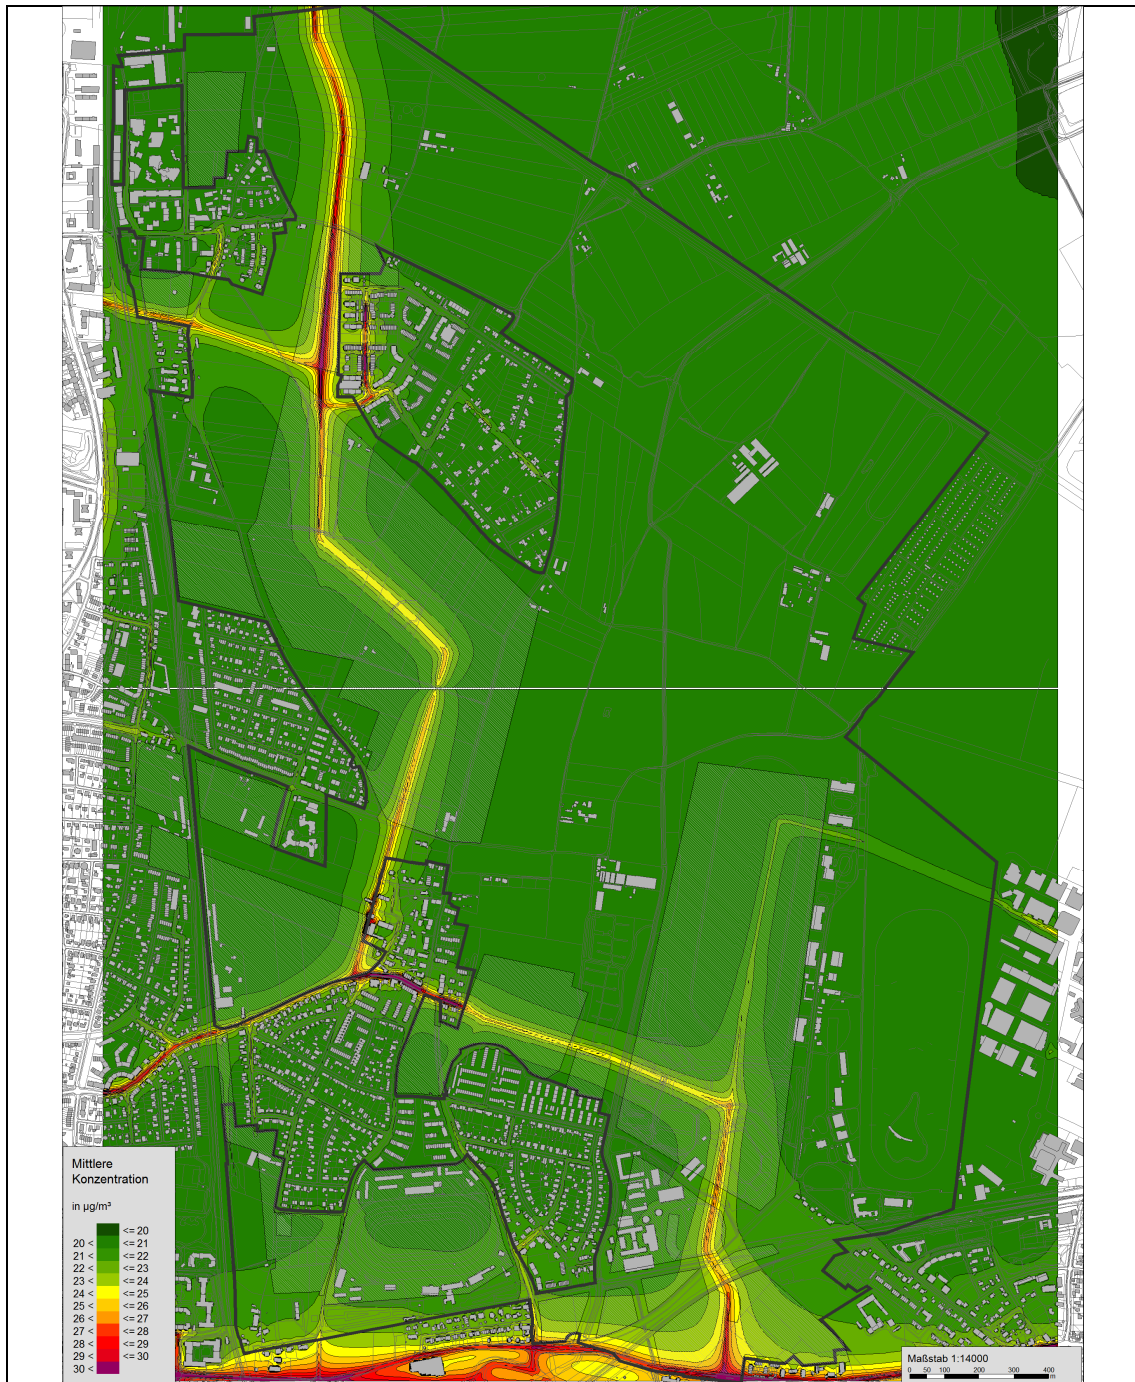 Mittlere
Konzentration
in µg/m³
<= 20
20 < <= 21
21 < <= 22
22 < <= 23
23 < <= 24
24 < <= 25
25 < <= 26
26 < <= 27
27 < <= 28
28 < <= 29
29 < <= 30
30 <
Maßstab 1:14000
0 50 100 200 300 400
m